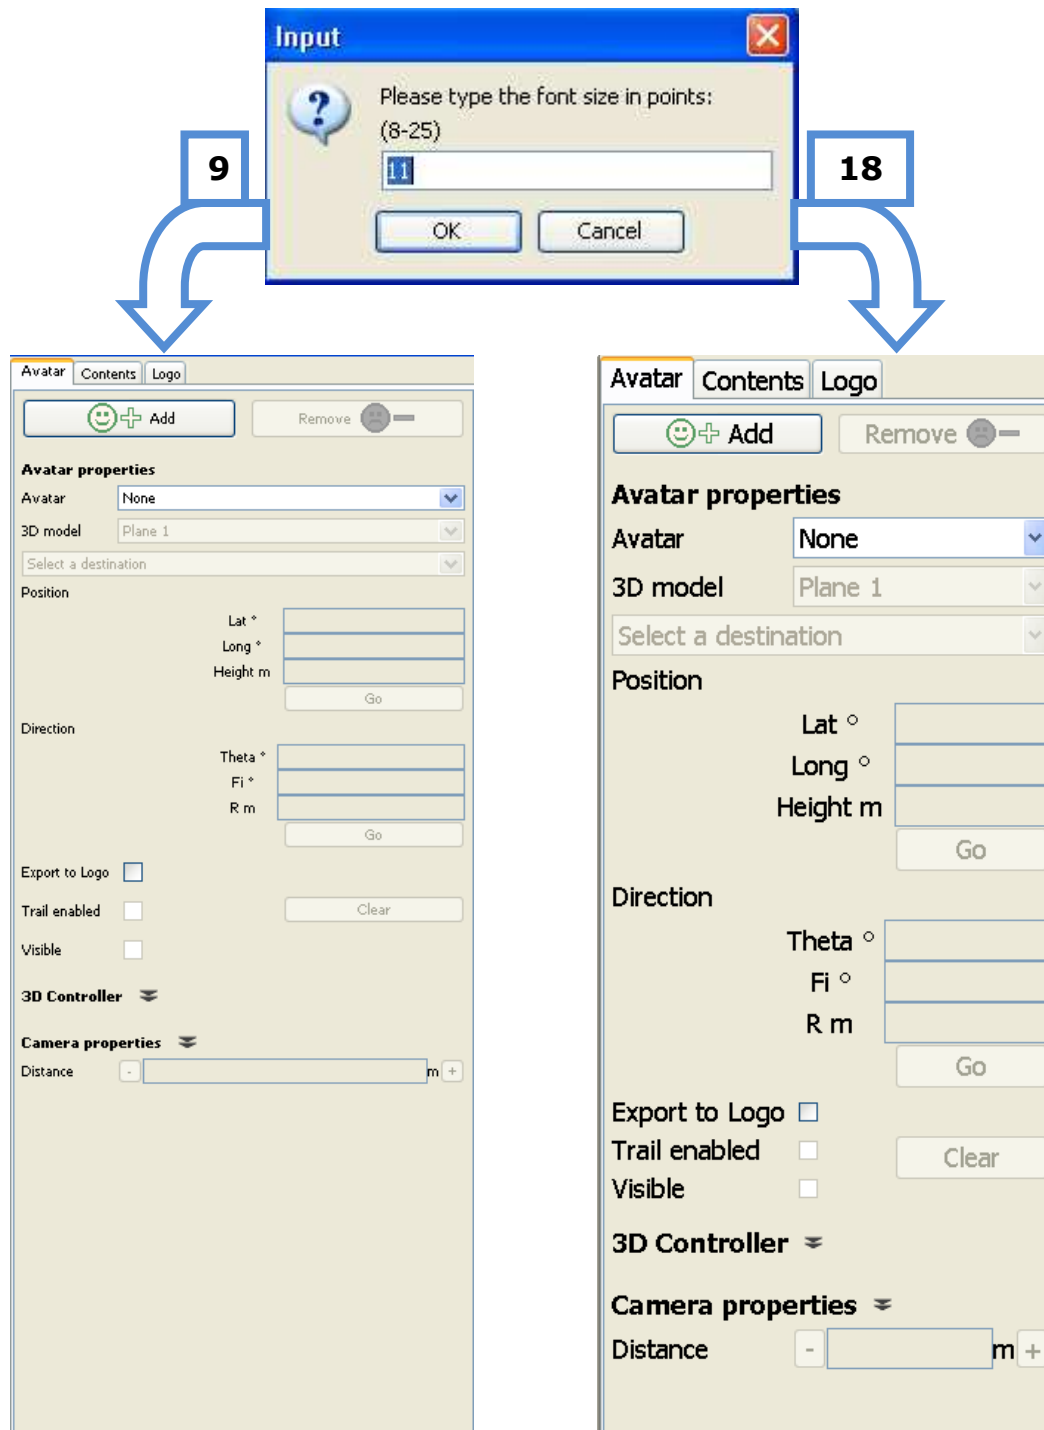 Input
Please type the font size in points:
(8-25)
11
OK Cancel
9
18
Avatar Contents Logo
Add Remove
Avatar properties
Avatar None
3D model Plane 1
Select a destination
Position
Lat °
Long °
Height m
Go
Direction
Theta °
Fi °
R m
Go
Export to Logo
Trail enabled Clear
Visible
3D Controller
Camera properties
Distance - m +
Avatar Contents Logo
Add Remove
Avatar properties
Avatar None
3D model Plane 1
Select a destination
Position
Lat °
Long °
Height m
Go
Direction
Theta °
Fi °
R m
Go
Export to Logo
Trail enabled Clear
Visible
3D Controller
Camera properties
Distance - m +